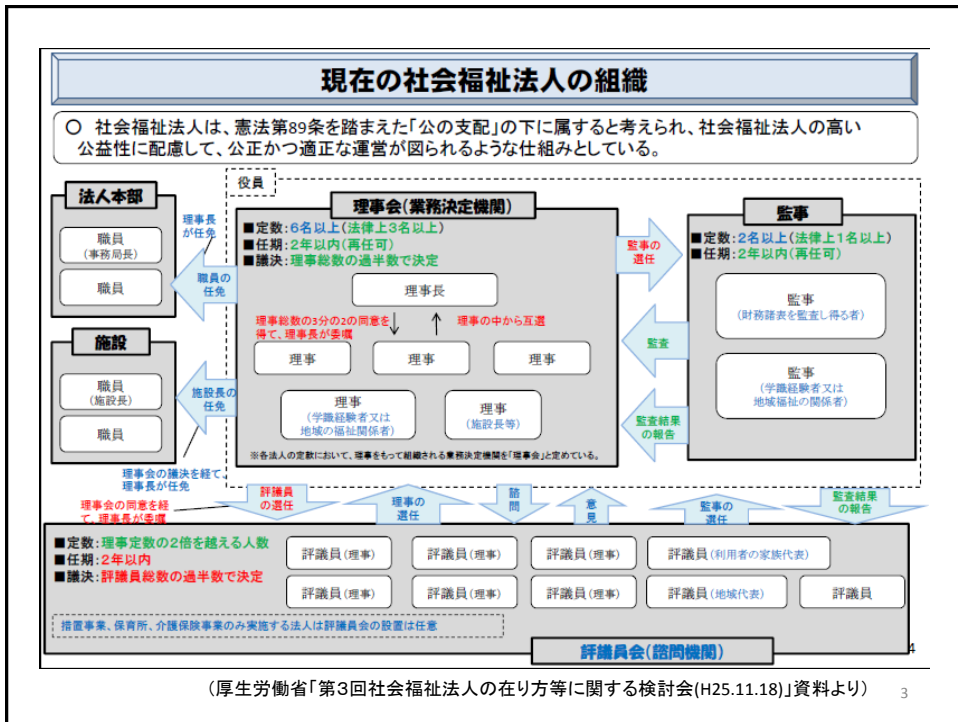 現在の社会福祉法人の組織
○ 社会福祉法人は、憲法第89条を踏まえた「公の支配」の下に属すると考えられ、社会福祉法人の高い
公益性に配慮して、公正かつ適正な運営が図られるような仕組みとしている。
役員
法人本部
職員
(事務局長)
職員
理事長
が任免
職員の
任免
施設
職員
(施設長)
職員
施設長の
任免
理事会の議決を経て、
理事長が任免
理事会(業務決定機関)
■定数:6名以上(法律上3名以上)
■任期:2年以内(再任可)
■議決:理事総数の過半数で決定
理事長
理事総数の3分の2の同意を
得て、理事長が委嘱
理事の中から互選
理事
理事
理事
理事
(学識経験者又は
地域の福祉関係者)
理事
(施設長等)
※各法人の定数において、理事をもって組織される業務決定機関を「理事会」と定めている。
監事の
選任
監査
監査結果
の報告
監事
■定数:2名以上(法律上1名以上)
■任期:2年以内(再任可)
監事
(財務諸表を監査し得る者)
監事
(学識経験者又は
地域福祉の関係者)
理事会の同意を経
て、理事長が委嘱
評議員
の選任
理事の
選任
諮
問
意
見
監事の
選任
監査結果
の報告
■定数:理事定数の2倍を越える人数
■任期:2年以内
■議決:評議員総数の過半数で決定
評議員(理事)
評議員(理事)
評議員(理事)
評議員(利用者の家族代表)
評議員(理事)
評議員(理事)
評議員(理事)
評議員(地域代表)
評議員
措置事業、保育所、介護保険事業のみ実施する法人は評議員会の設置は任意
評議員会(諮問機関)
4
(厚生労働省「第3回社会福祉法人の在り方等に関する検討会(H25.11.18)」資料より)
3